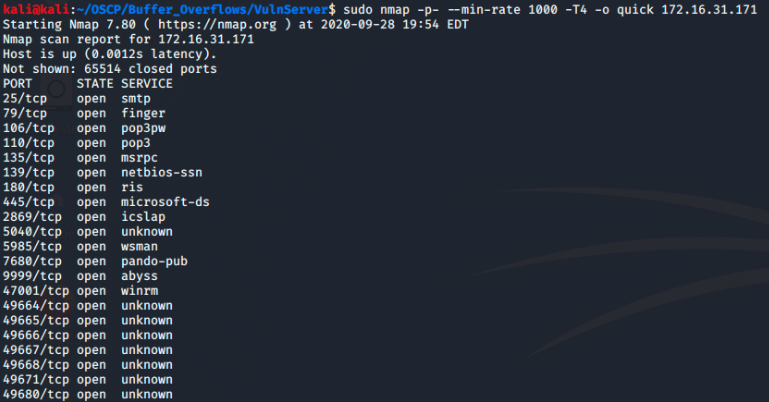 kali@kali:~/OSCP/Buffer_Overflows/VulnServer$ sudo nmap -p- --min-rate 1000 -T4 -o quick 172.16.31.171
Starting Nmap 7.80 ( https://nmap.org ) at 2020-09-28 19:54 EDT
Nmap scan report for 172.16.31.171
Host is up (0.0012s latency).
Not shown: 65514 closed ports
PORT      STATE SERVICE
25/tcp    open  smtp
79/tcp    open  finger
106/tcp   open  pop3pw
110/tcp   open  pop3
135/tcp   open  msrpc
139/tcp   open  netbios-ssn
180/tcp   open  ris
445/tcp   open  microsoft-ds
2869/tcp  open  icslap
5040/tcp  open  unknown
5985/tcp  open  wsman
7680/tcp  open  pando-pub
9999/tcp  open  abyss
47001/tcp open  winrm
49664/tcp open  unknown
49665/tcp open  unknown
49666/tcp open  unknown
49667/tcp open  unknown
49668/tcp open  unknown
49671/tcp open  unknown
49680/tcp open  unknown